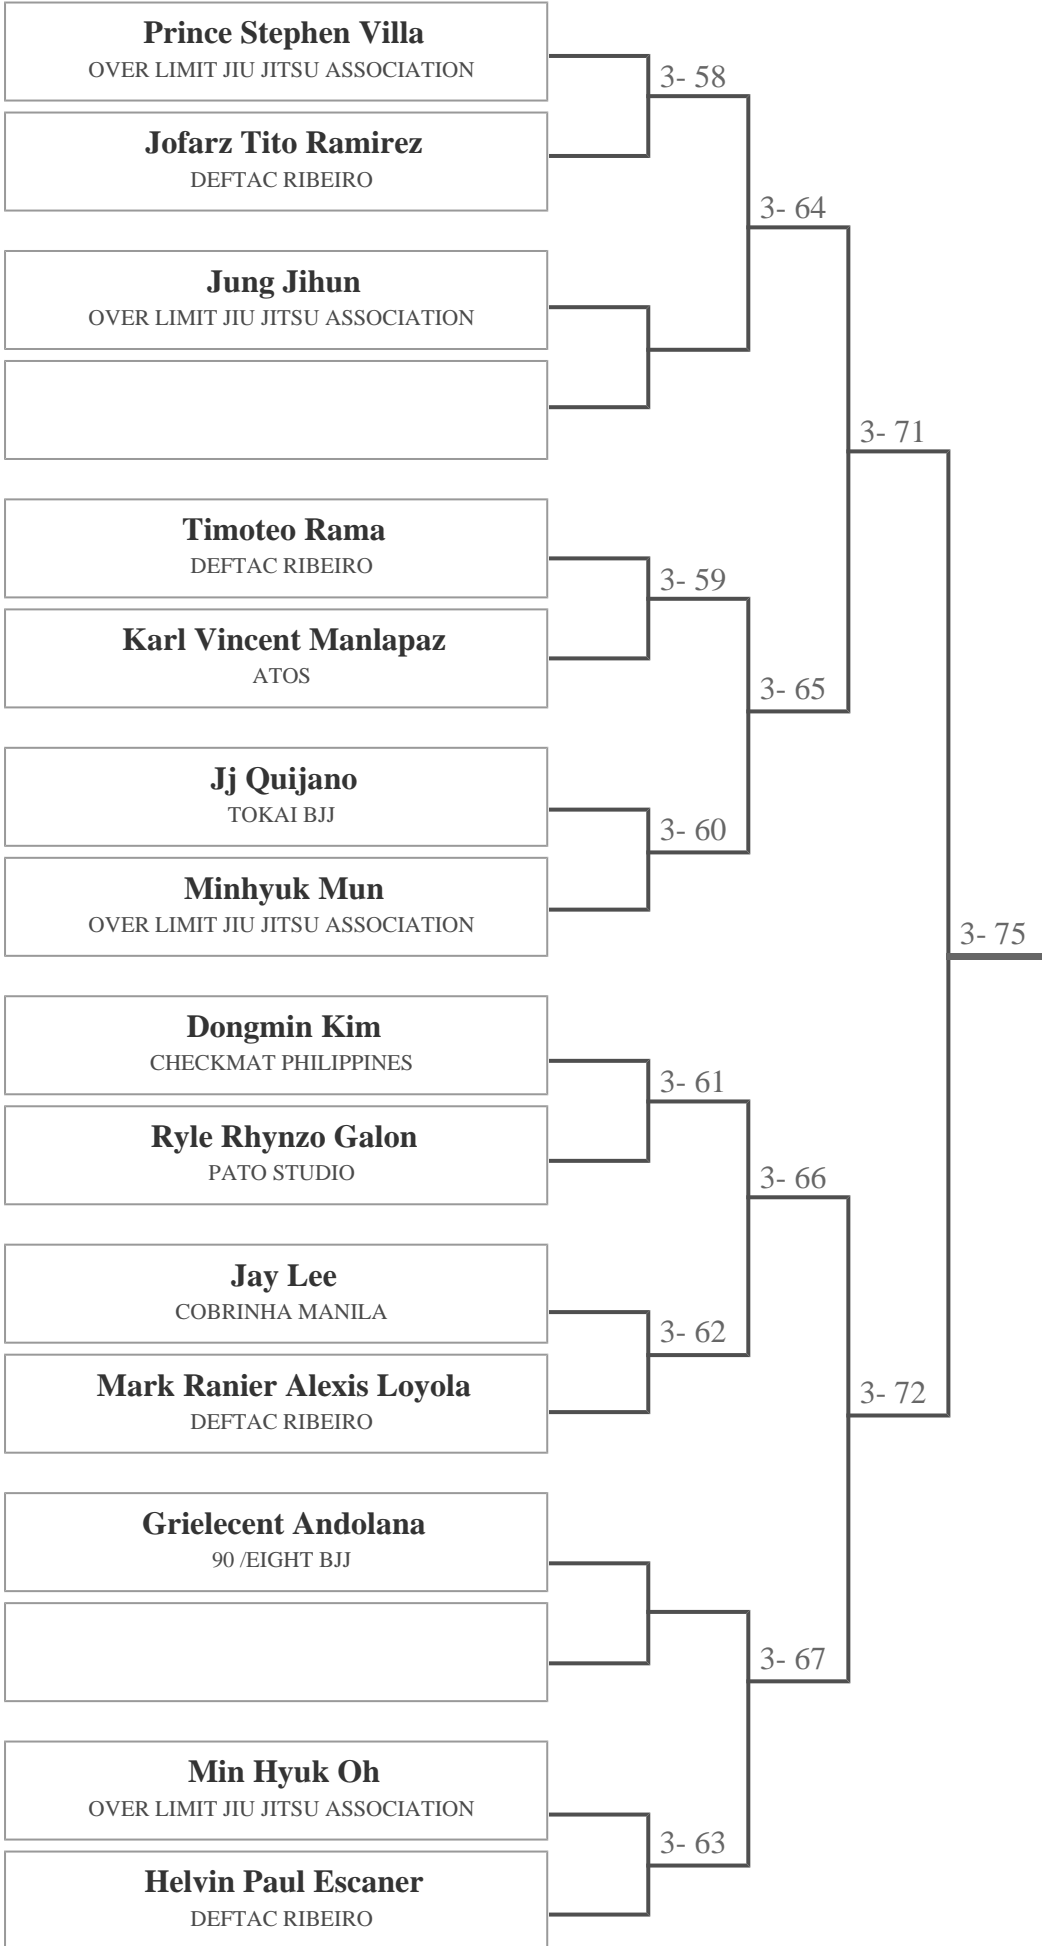 Prince Stephen Villa
OVER LIMIT JIU JITSU ASSOCIATION
3- 58
Jofarz Tito Ramirez
DEFTAC RIBEIRO
3- 64
Jung Jihun
OVER LIMIT JIU JITSU ASSOCIATION
3- 71
Timoteo Rama
DEFTAC RIBEIRO
3- 59
Karl Vincent Manlapaz
ATOS
3- 65
Jj Quijano
TOKAI BJJ
3- 60
Minhyuk Mun
OVER LIMIT JIU JITSU ASSOCIATION
3- 75
Dongmin Kim
CHECKMAT PHILIPPINES
3- 61
Ryle Rhynzo Galon
PATO STUDIO
3- 66
Jay Lee
COBRINHA MANILA
3- 62
Mark Ranier Alexis Loyola
DEFTAC RIBEIRO
3- 72
Grielecent Andolana
90 /EIGHT BJJ
3- 67
Min Hyuk Oh
OVER LIMIT JIU JITSU ASSOCIATION
3- 63
Helvin Paul Escaner
DEFTAC RIBEIRO